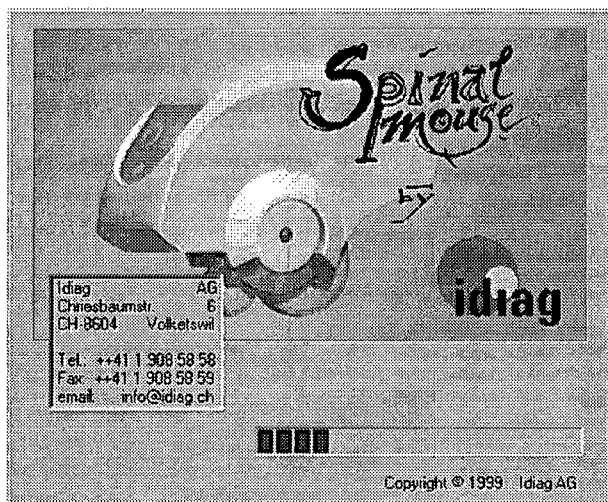 Spinal
mouse
by
idiag
Idiag AG
Chriesbaumstr. 6
CH-8604 Volketswil
Tel.: ++41 1 908 58 58
Fax: ++41 1 908 58 59
email: info@idiag.ch
Copyright © 1999 Idiag AG